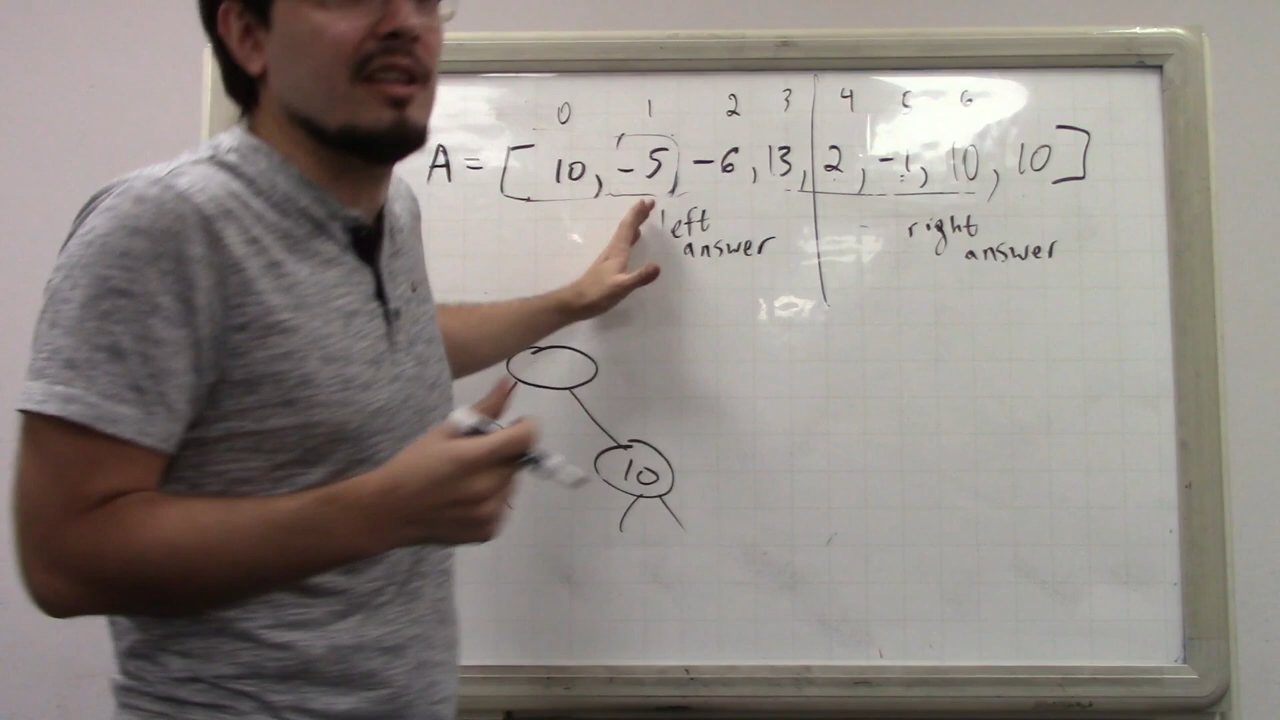 0 1 2 3 4 5 6
A = [ 10, -5, -6, 13, 2, -1, 10, 10 ]
left right
answer answer
10